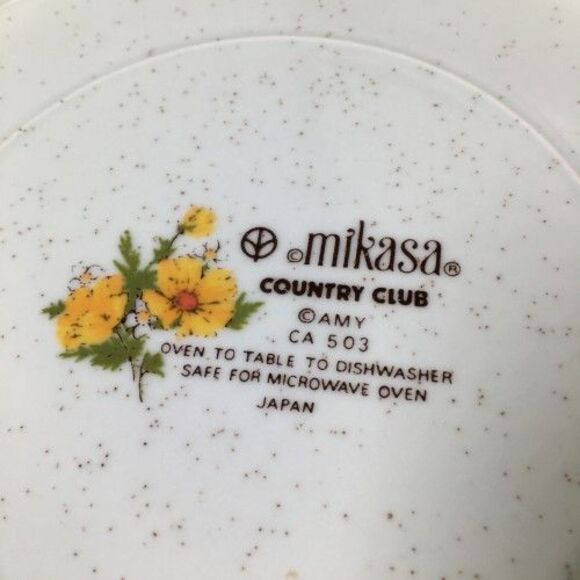 © mikasa ®
COUNTRY CLUB
© AMY
CA 503
OVEN TO TABLE TO DISHWASHER
SAFE FOR MICROWAVE OVEN
JAPAN